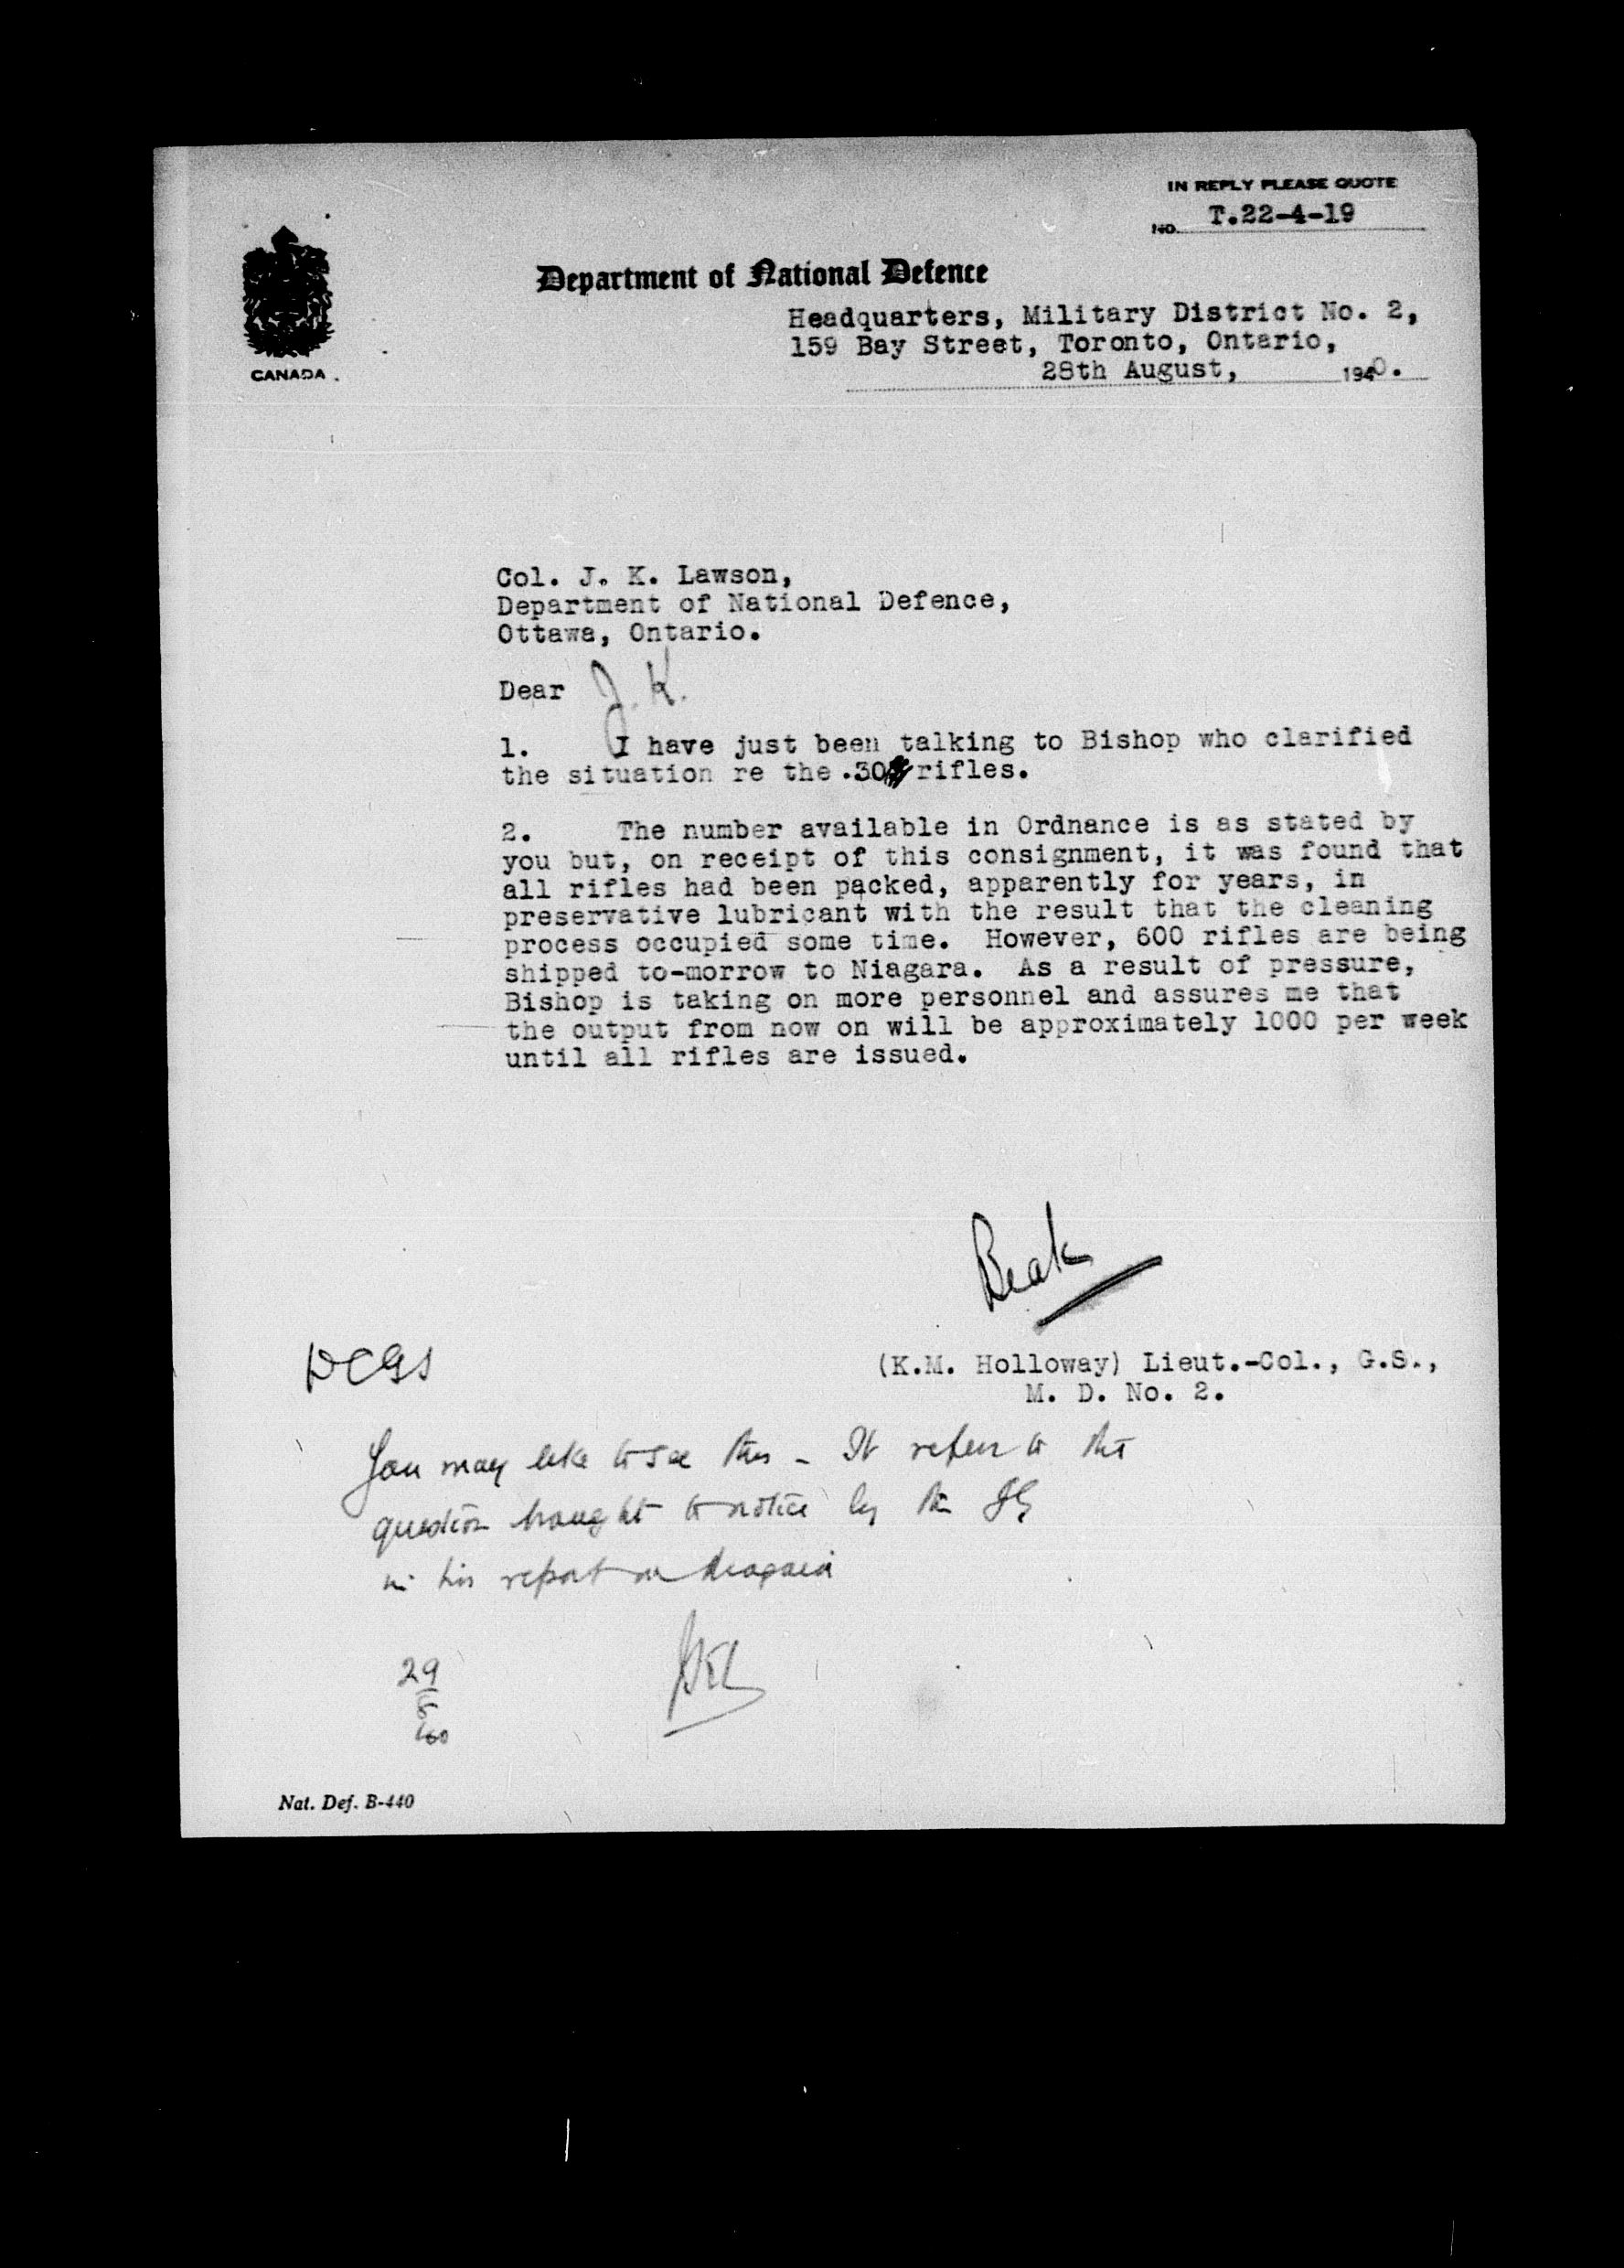 IN REPLY PLEASE QUOTE
NO. T.22-4-19
CANADA
Department of National Defence
Headquarters, Military District No. 2,
159 Bay Street, Toronto, Ontario,
28th August, 1940.
Col. J. K. Lawson,
Department of National Defence,
Ottawa, Ontario.
Dear J. K.
1. I have just been talking to Bishop who clarified
the situation re the .30 rifles.
2. The number available in Ordnance is as stated by
you but, on receipt of this consignment, it was found that
all rifles had been packed, apparently for years, in
preservative lubricant with the result that the cleaning
process occupied some time. However, 600 rifles are being
shipped to-morrow to Niagara. As a result of pressure,
Bishop is taking on more personnel and assures me that
the output from now on will be approximately 1000 per week
until all rifles are issued.
Beak
(K.M. Holloway) Lieut.-Col., G.S.,
M. D. No. 2.
DCGS
You may like to see this - It refers to the
question brought to notice by the IG
in his report on Niagara
JKL
29
8
40
Nat. Def. B-440